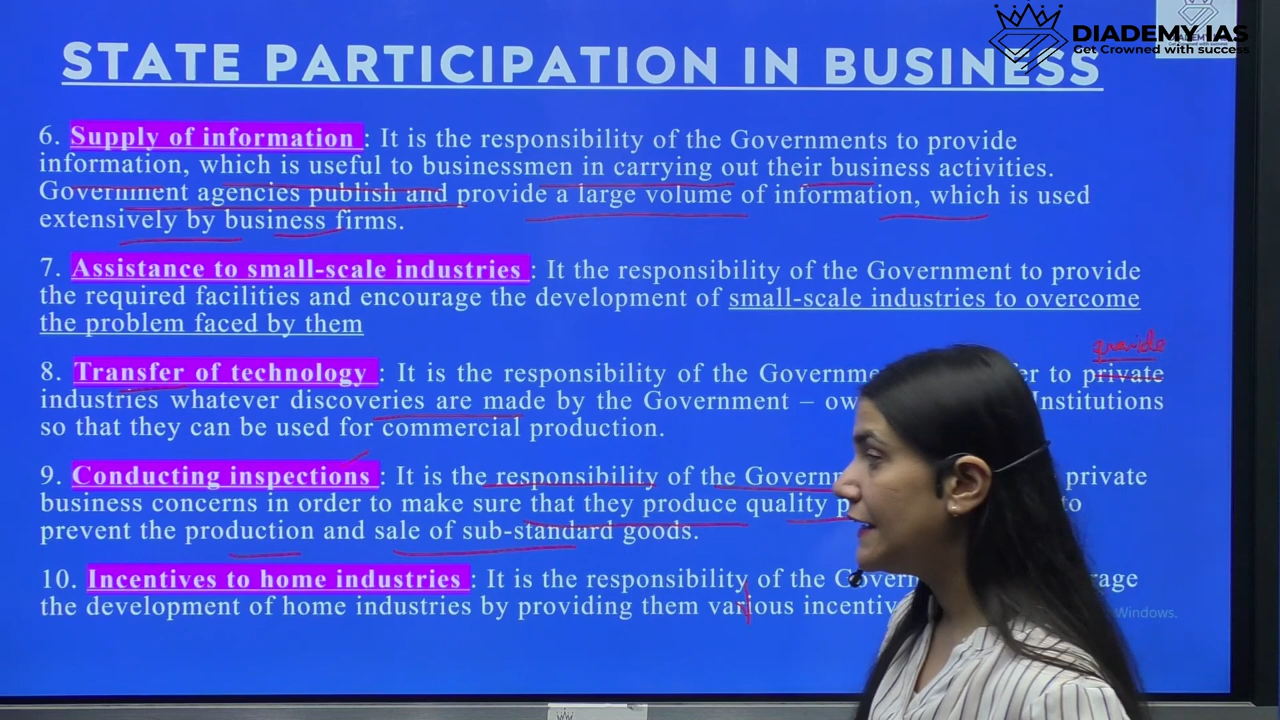 DIADEMY IAS
Get Crowned with success
STATE PARTICIPATION IN BUSINESS
6. Supply of information : It is the responsibility of the Governments to provide
information, which is useful to businessmen in carrying out their business activities.
Government agencies publish and provide a large volume of information, which is used
extensively by business firms.
7. Assistance to small-scale industries : It the responsibility of the Government to provide
the required facilities and encourage the development of small-scale industries to overcome
the problem faced by them
8. Transfer of technology : It is the responsibility of the to private
industries whatever discoveries are made by the Government – Institutions
so that they can be used for commercial production.
9. Conducting inspections : It is the responsibility of the private
business concerns in order to make sure that they produce quality to
prevent the production and sale of sub-standard goods.
10. Incentives to home industries : It is the responsibility of the
the development of home industries by providing them various
Windows.